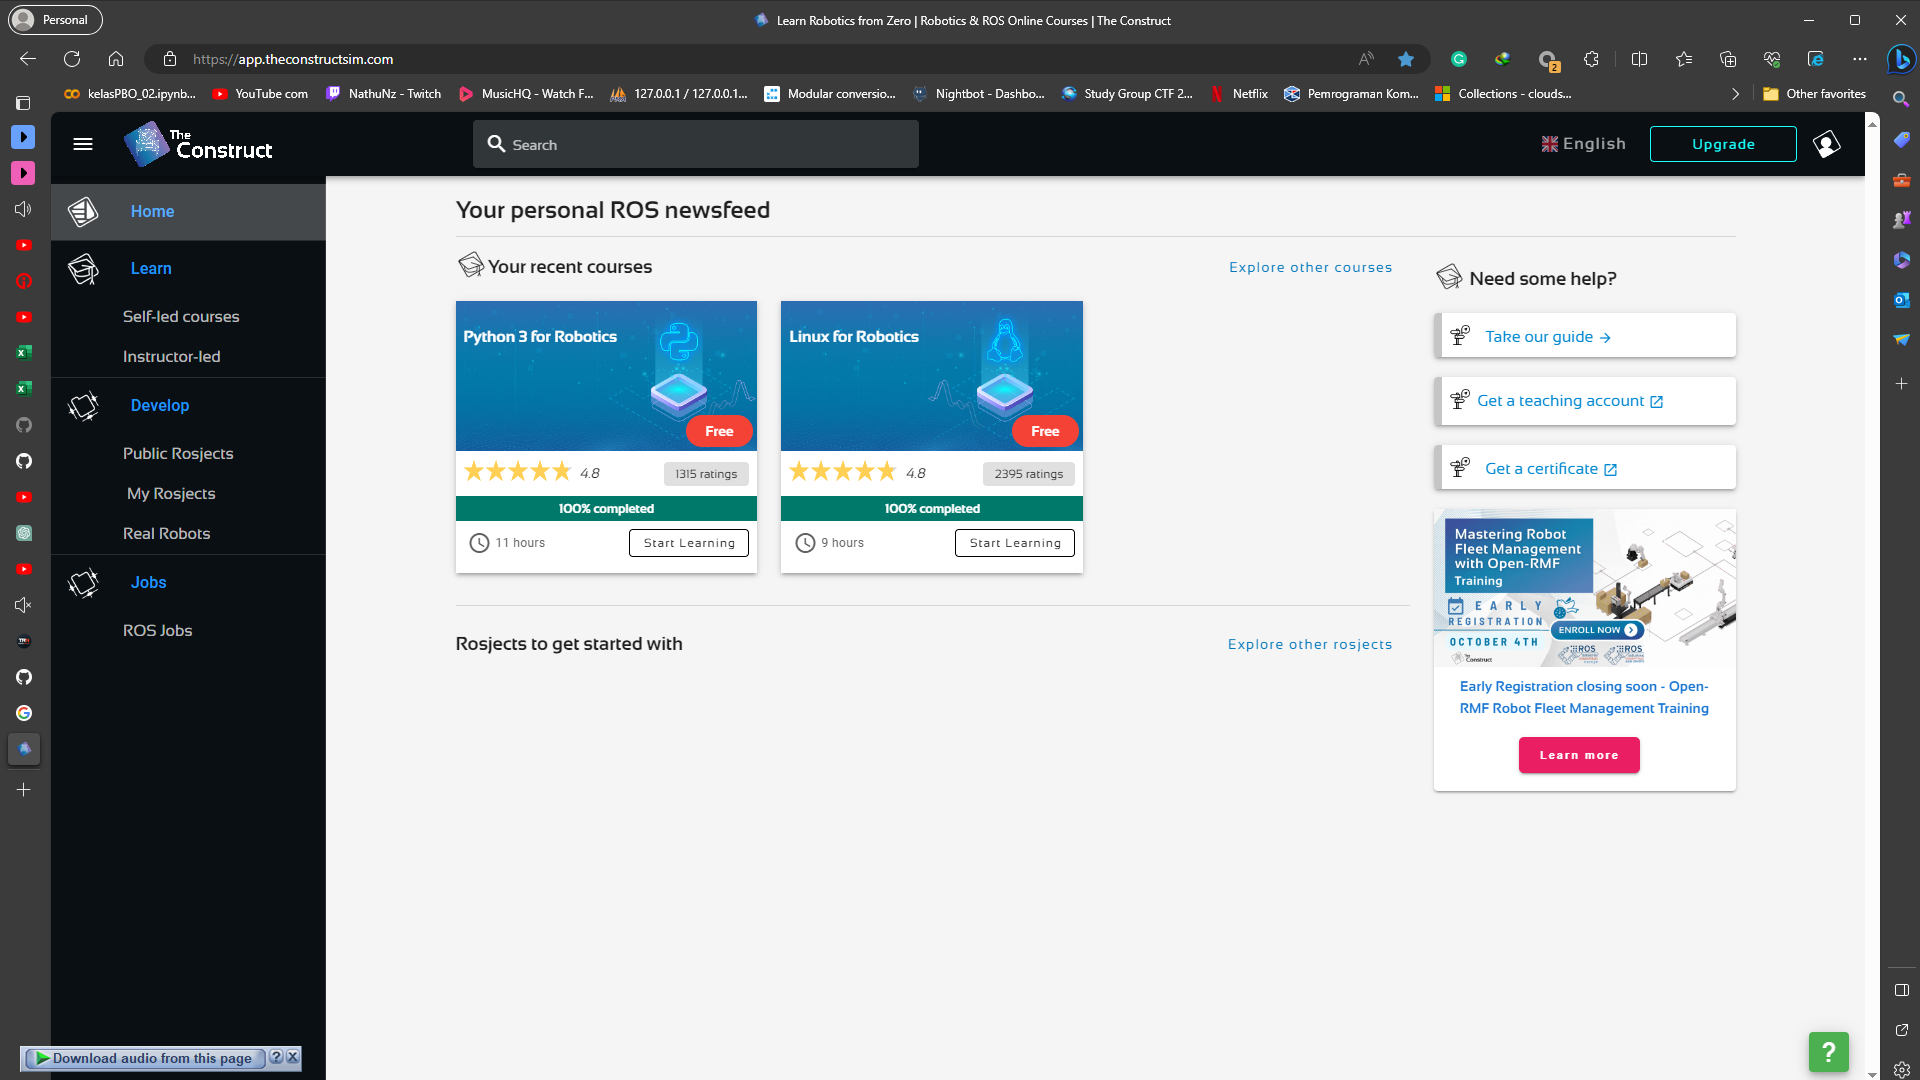 Personal
Learn Robotics from Zero | Robotics & ROS Online Courses | The Construct
https://app.theconstructsim.com
2
kelasPBO_02.ipynb...
YouTube com
NathuNz - Twitch
MusicHQ - Watch F...
127.0.0.1 / 127.0.0.1...
Modular conversio...
Nightbot - Dashbo...
Study Group CTF 2...
Netflix
Pemrograman Kom...
Collections - clouds...
Other favorites
The
Construct
Search
English
Upgrade
Home
Learn
Self-led courses
Instructor-led
Develop
Public Rosjects
My Rosjects
Real Robots
Jobs
ROS Jobs
Your personal ROS newsfeed
Your recent courses
Explore other courses
Python 3 for Robotics
Free
4.8
1315 ratings
100% completed
11 hours
Start Learning
Linux for Robotics
Free
4.8
2395 ratings
100% completed
9 hours
Start Learning
Rosjects to get started with
Explore other rosjects
Need some help?
Take our guide
Get a teaching account
Get a certificate
Mastering Robot
Fleet Management
with Open-RMF
Training
EARLY
REGISTRATION
OCTOBER 4TH
ENROLL NOW
The Construct
ROS
ROS
Early Registration closing soon - Open-
RMF Robot Fleet Management Training
Learn more
Download audio from this page
?
X
?